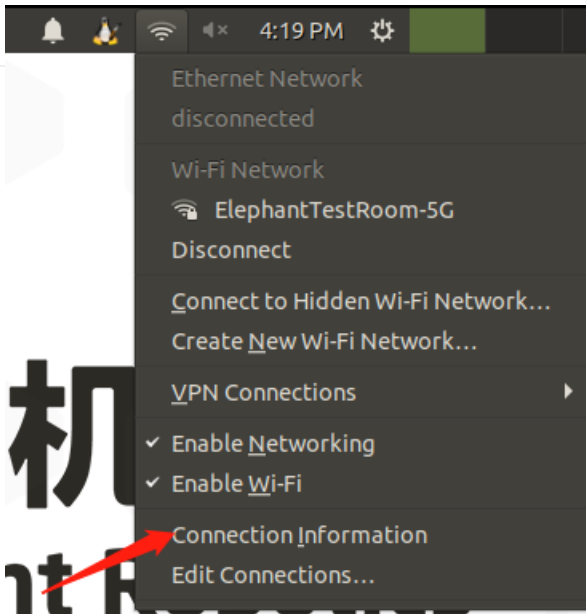 4:19 PM
Ethernet Network
disconnected
Wi-Fi Network
ElephantTestRoom-5G
Disconnect
Connect to Hidden Wi-Fi Network...
Create New Wi-Fi Network...
VPN Connections
Enable Networking
Enable Wi-Fi
机
Connection Information
Edit Connections...